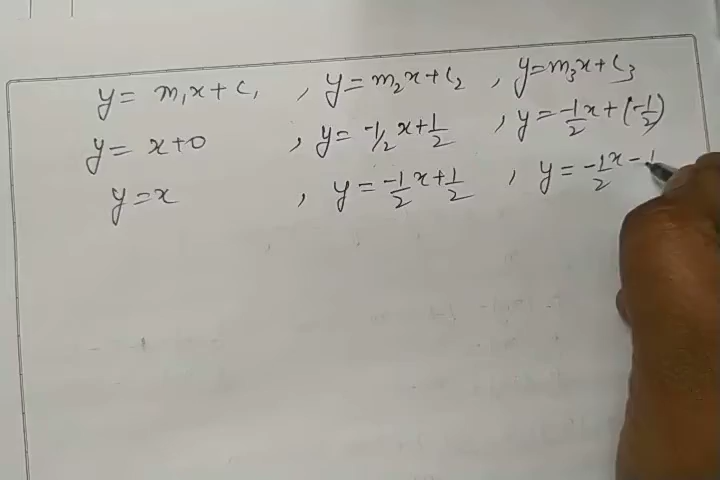 y = m₁x + c₁ , y = m₂x + c₂ , y = m₃x + c₃
y = x + 0 , y = -1/2 x + 1/2 , y = -1/2 x + (-1/2)
y = x , y = -1/2 x + 1/2 , y = -1/2 x - 1